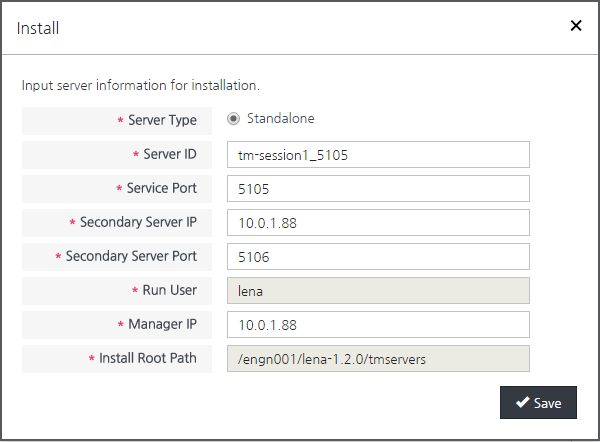 Install
Input server information for installation.
* Server Type Standalone
* Server ID tm-session1_5105
* Service Port 5105
* Secondary Server IP 10.0.1.88
* Secondary Server Port 5106
* Run User lena
* Manager IP 10.0.1.88
* Install Root Path /engn001/lena-1.2.0/tmservers
Save